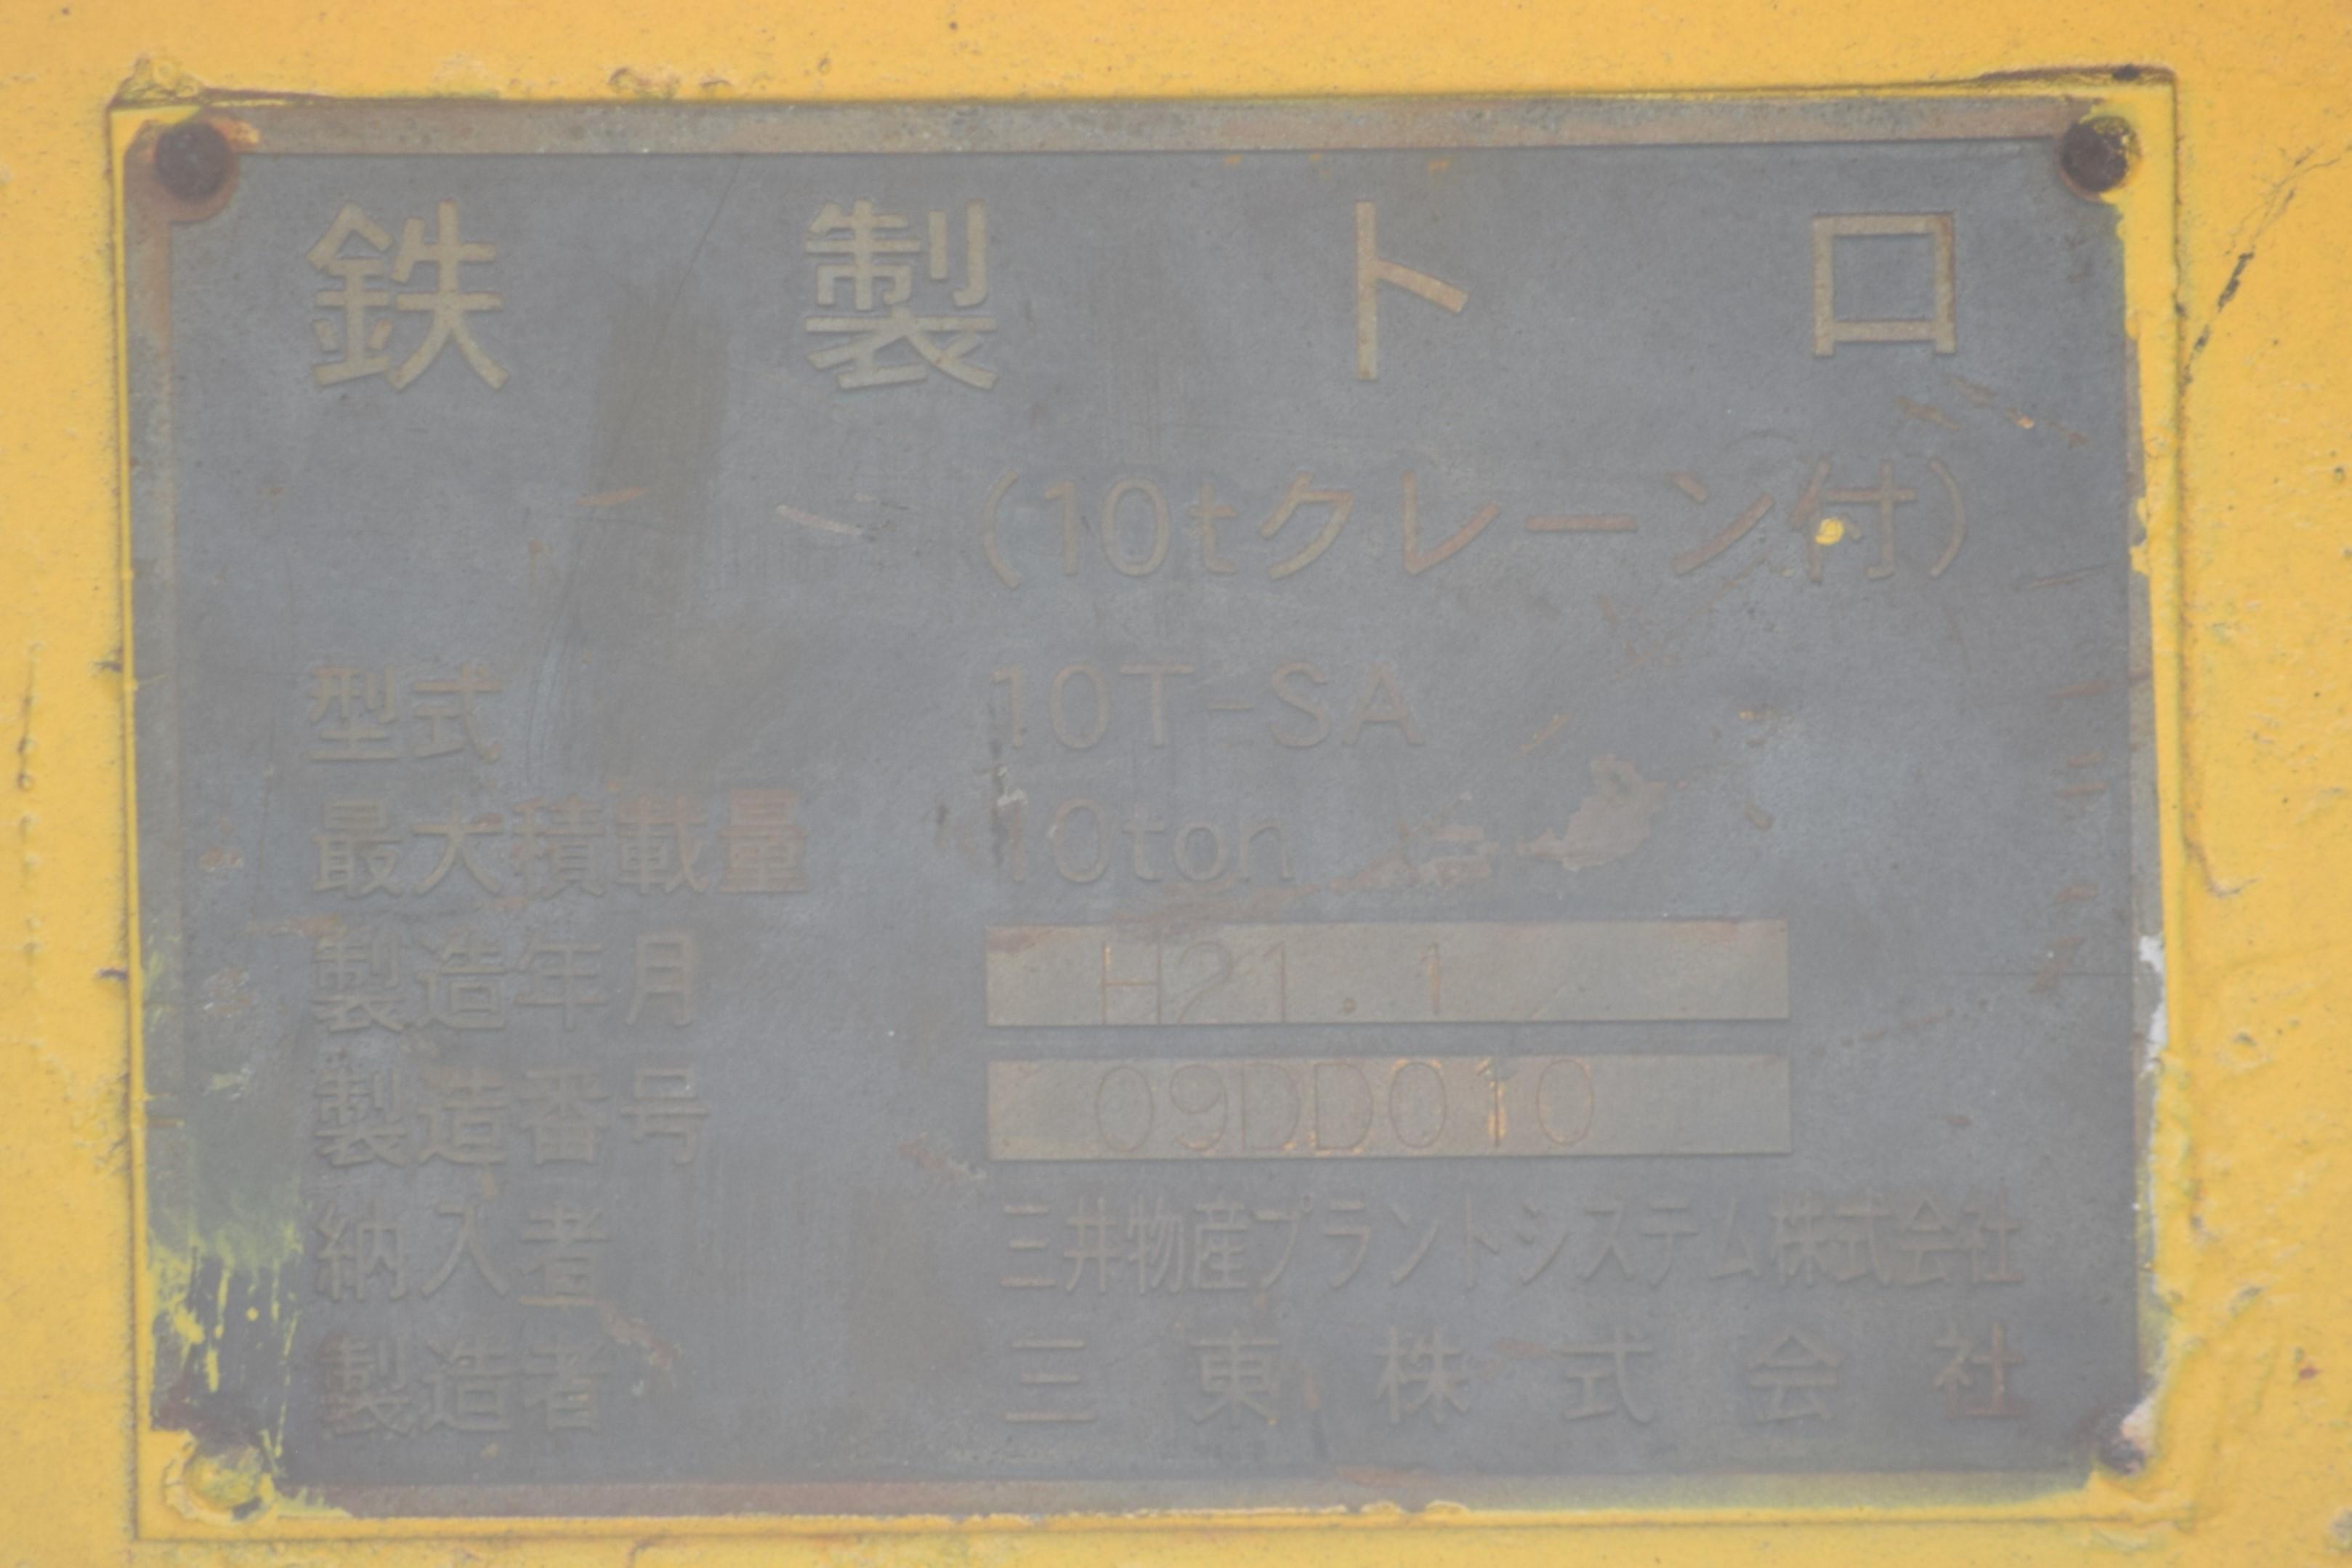 鉄製トロ
(10tクレーン付)
型式 10T-SA
最大積載量 10ton
製造年月 H21.1
製造番号 09DD010
納入者 三井物産プラントシステム株式会社
製造者 三東株式会社